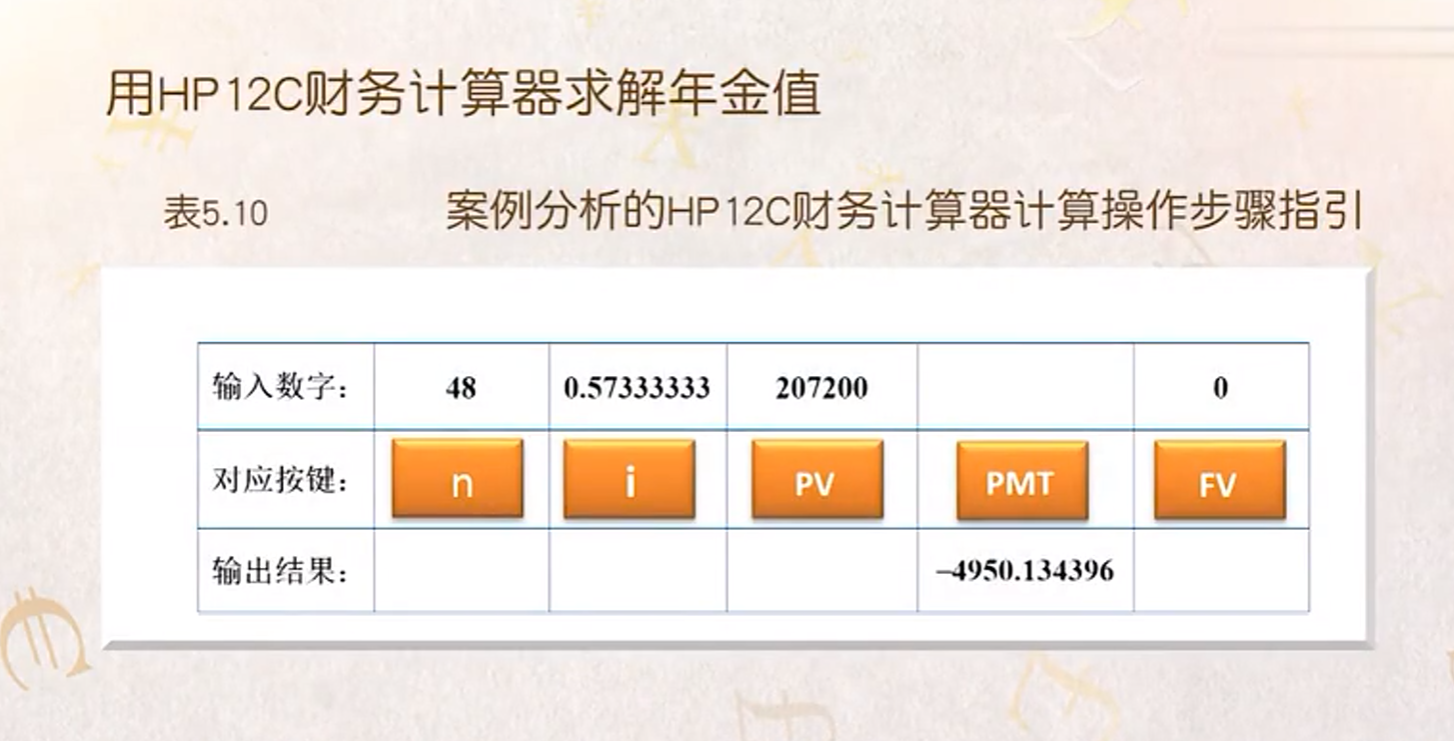 用HP12C财务计算器求解年金值
表5.10 案例分析的HP12C财务计算器计算操作步骤指引
输入数字： 48 0.57333333 207200 0
对应按键： n i PV PMT FV
输出结果： –4950.134396